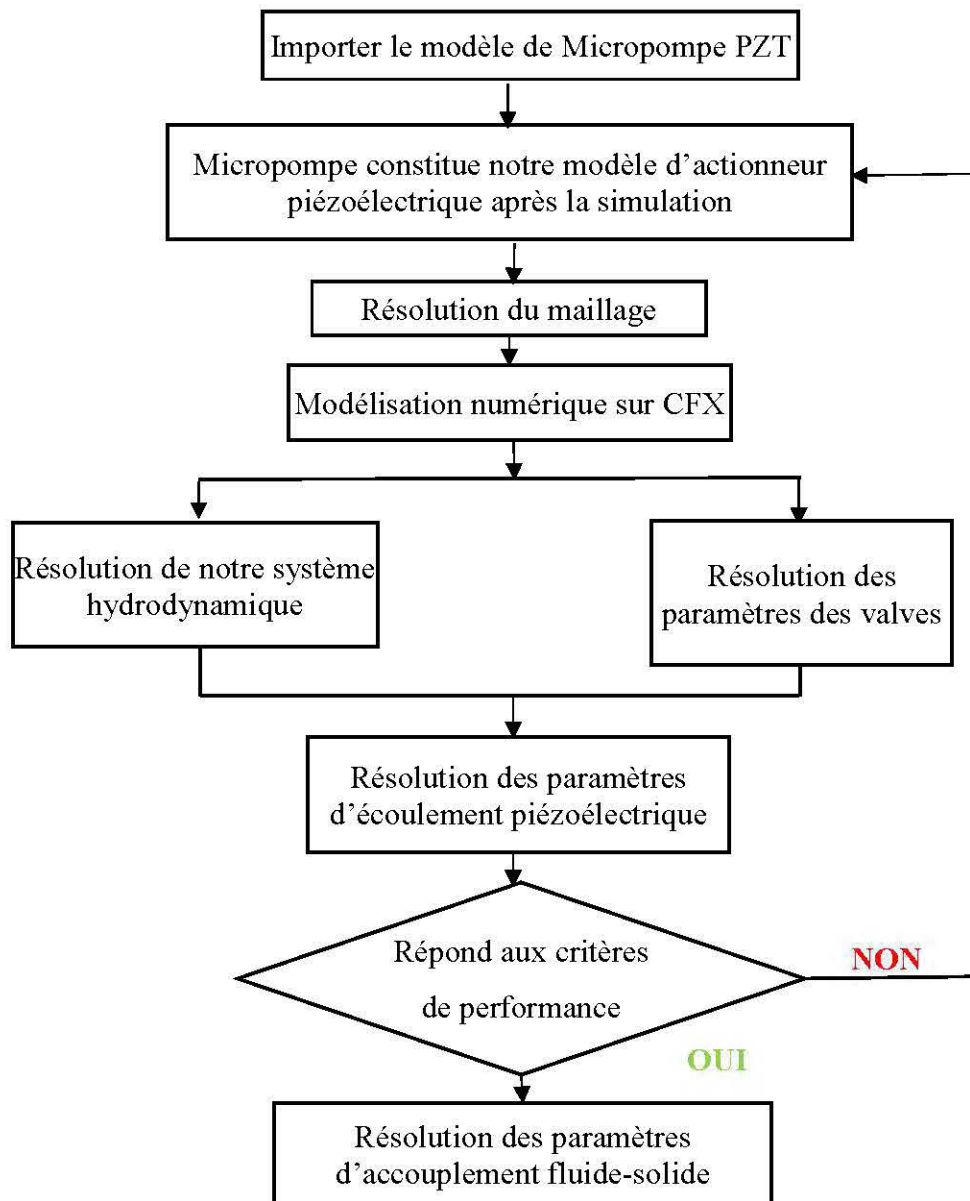 Importer le modèle de Micropompe PZT
Micropompe constitue notre modèle d'actionneur
piézoélectrique après la simulation
Résolution du maillage
Modélisation numérique sur CFX
Résolution de notre système
hydrodynamique
Résolution des
paramètres des valves
Résolution des paramètres
d'écoulement piézoélectrique
Répond aux critères
de performance
NON
OUI
Résolution des paramètres
d'accouplement fluide-solide